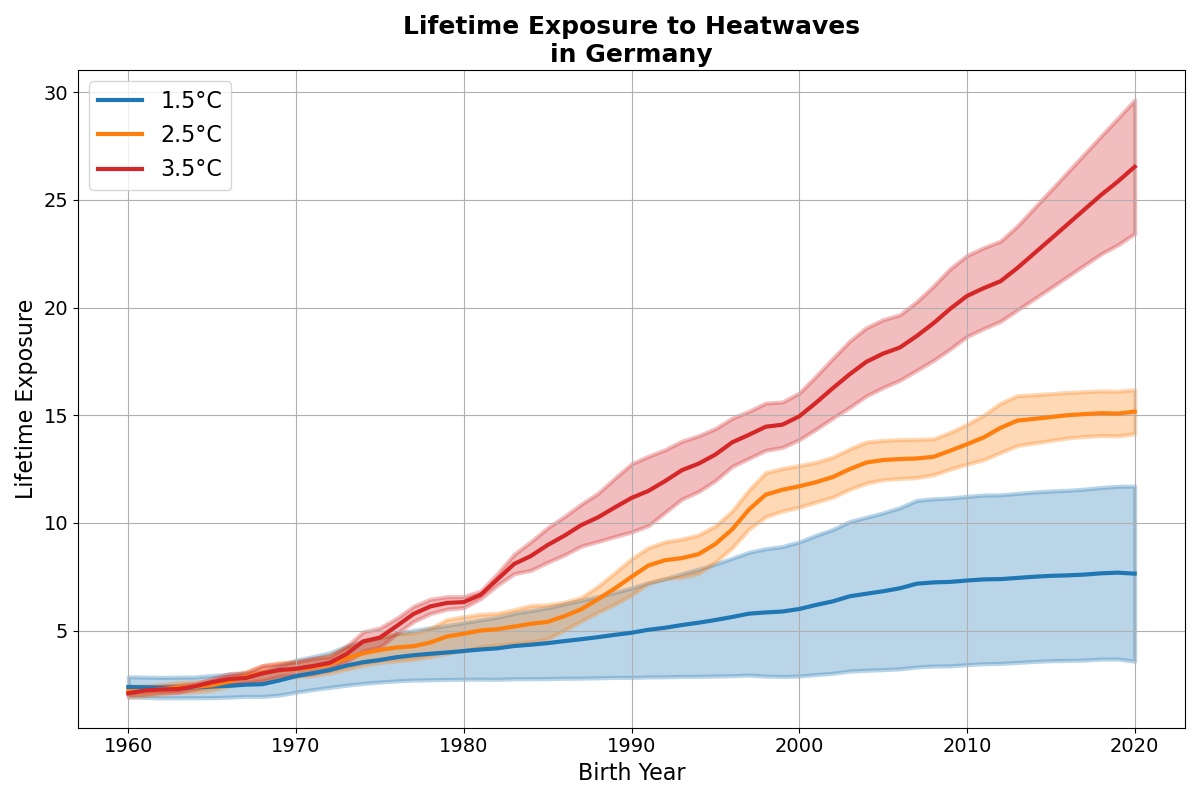 Lifetime Exposure to Heatwaves
in Germany
1.5°C
2.5°C
3.5°C
30
25
20
15
10
5
Lifetime Exposure
1960 1970 1980 1990 2000 2010 2020
Birth Year